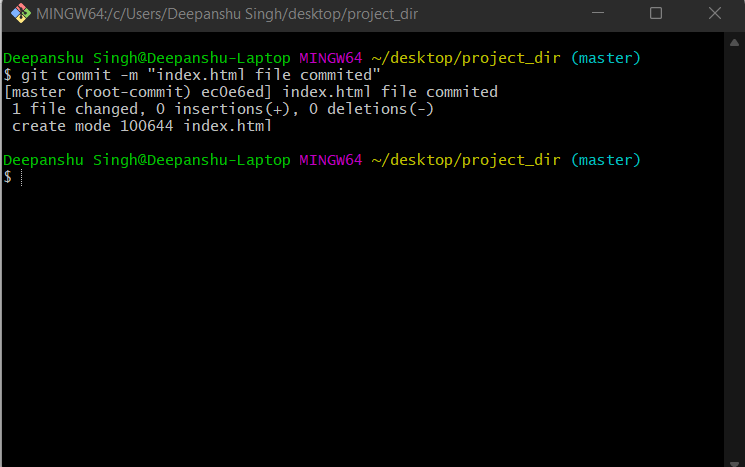 MINGW64:/c/Users/Deepanshu Singh/desktop/project_dir
Deepanshu Singh@Deepanshu-Laptop MINGW64 ~/desktop/project_dir (master)
$ git commit -m "index.html file commited"
[master (root-commit) ec0e6ed] index.html file commited
 1 file changed, 0 insertions(+), 0 deletions(-)
 create mode 100644 index.html
Deepanshu Singh@Deepanshu-Laptop MINGW64 ~/desktop/project_dir (master)
$